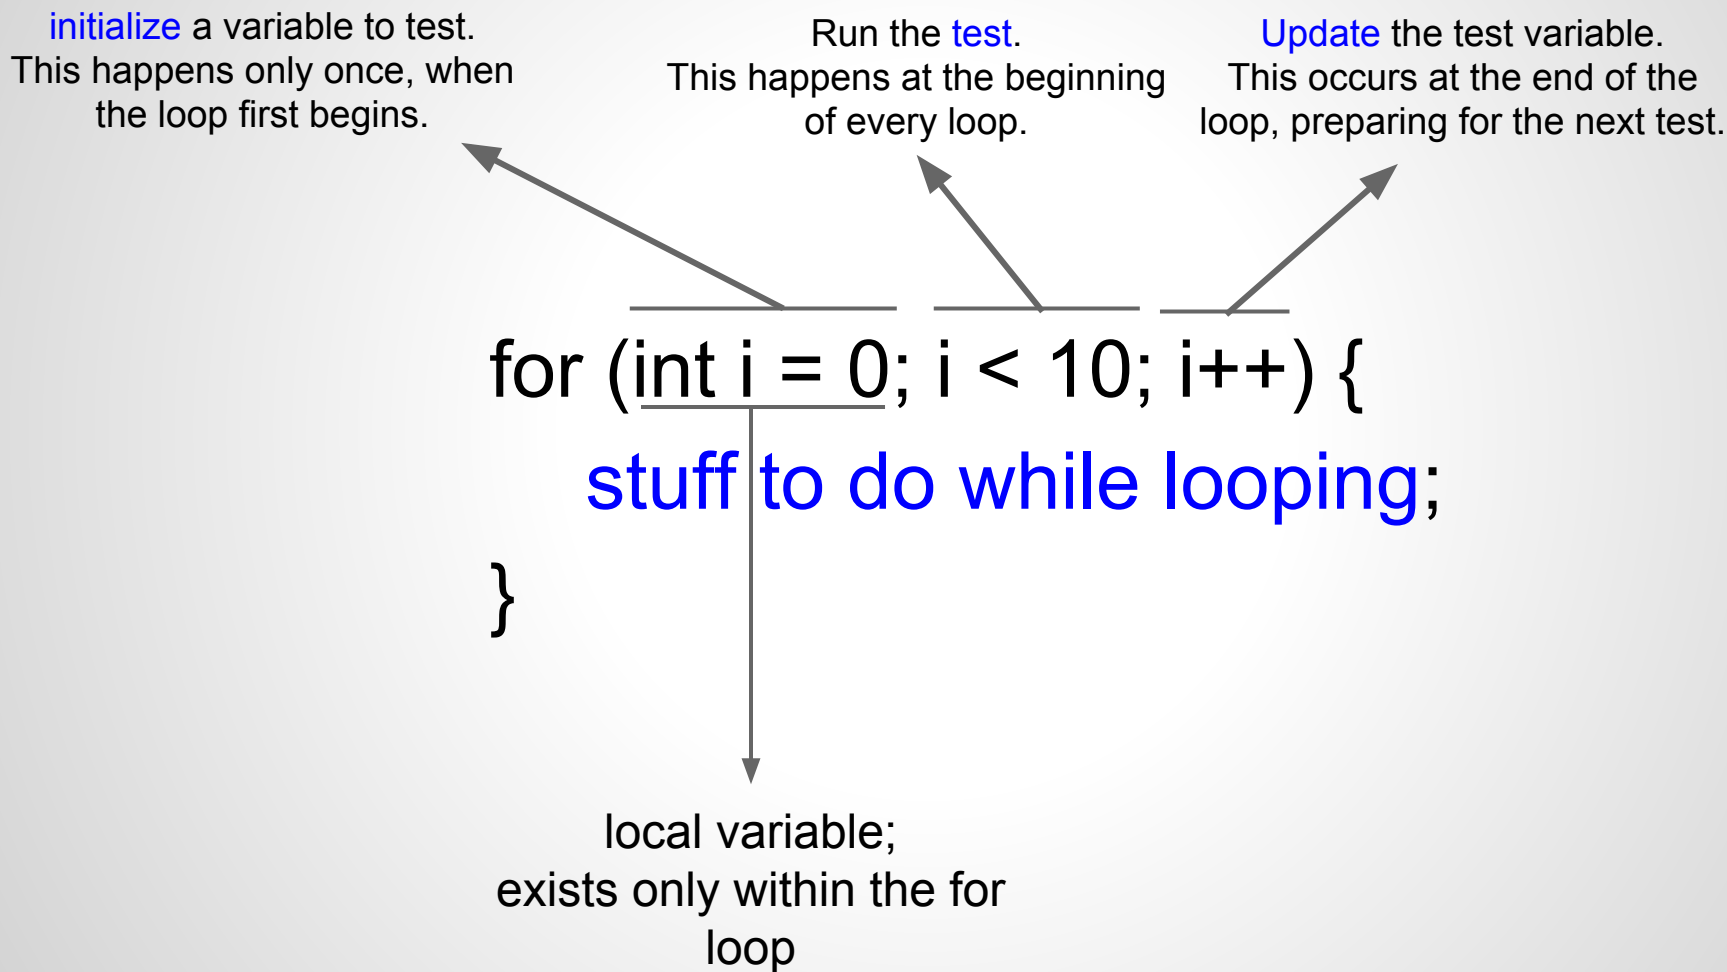 initialize a variable to test.
This happens only once, when
the loop first begins.
Run the test.
This happens at the beginning
of every loop.
Update the test variable.
This occurs at the end of the
loop, preparing for the next test.
for (int i = 0; i < 10; i++) {
stuff to do while looping;
}
local variable;
exists only within the for
loop